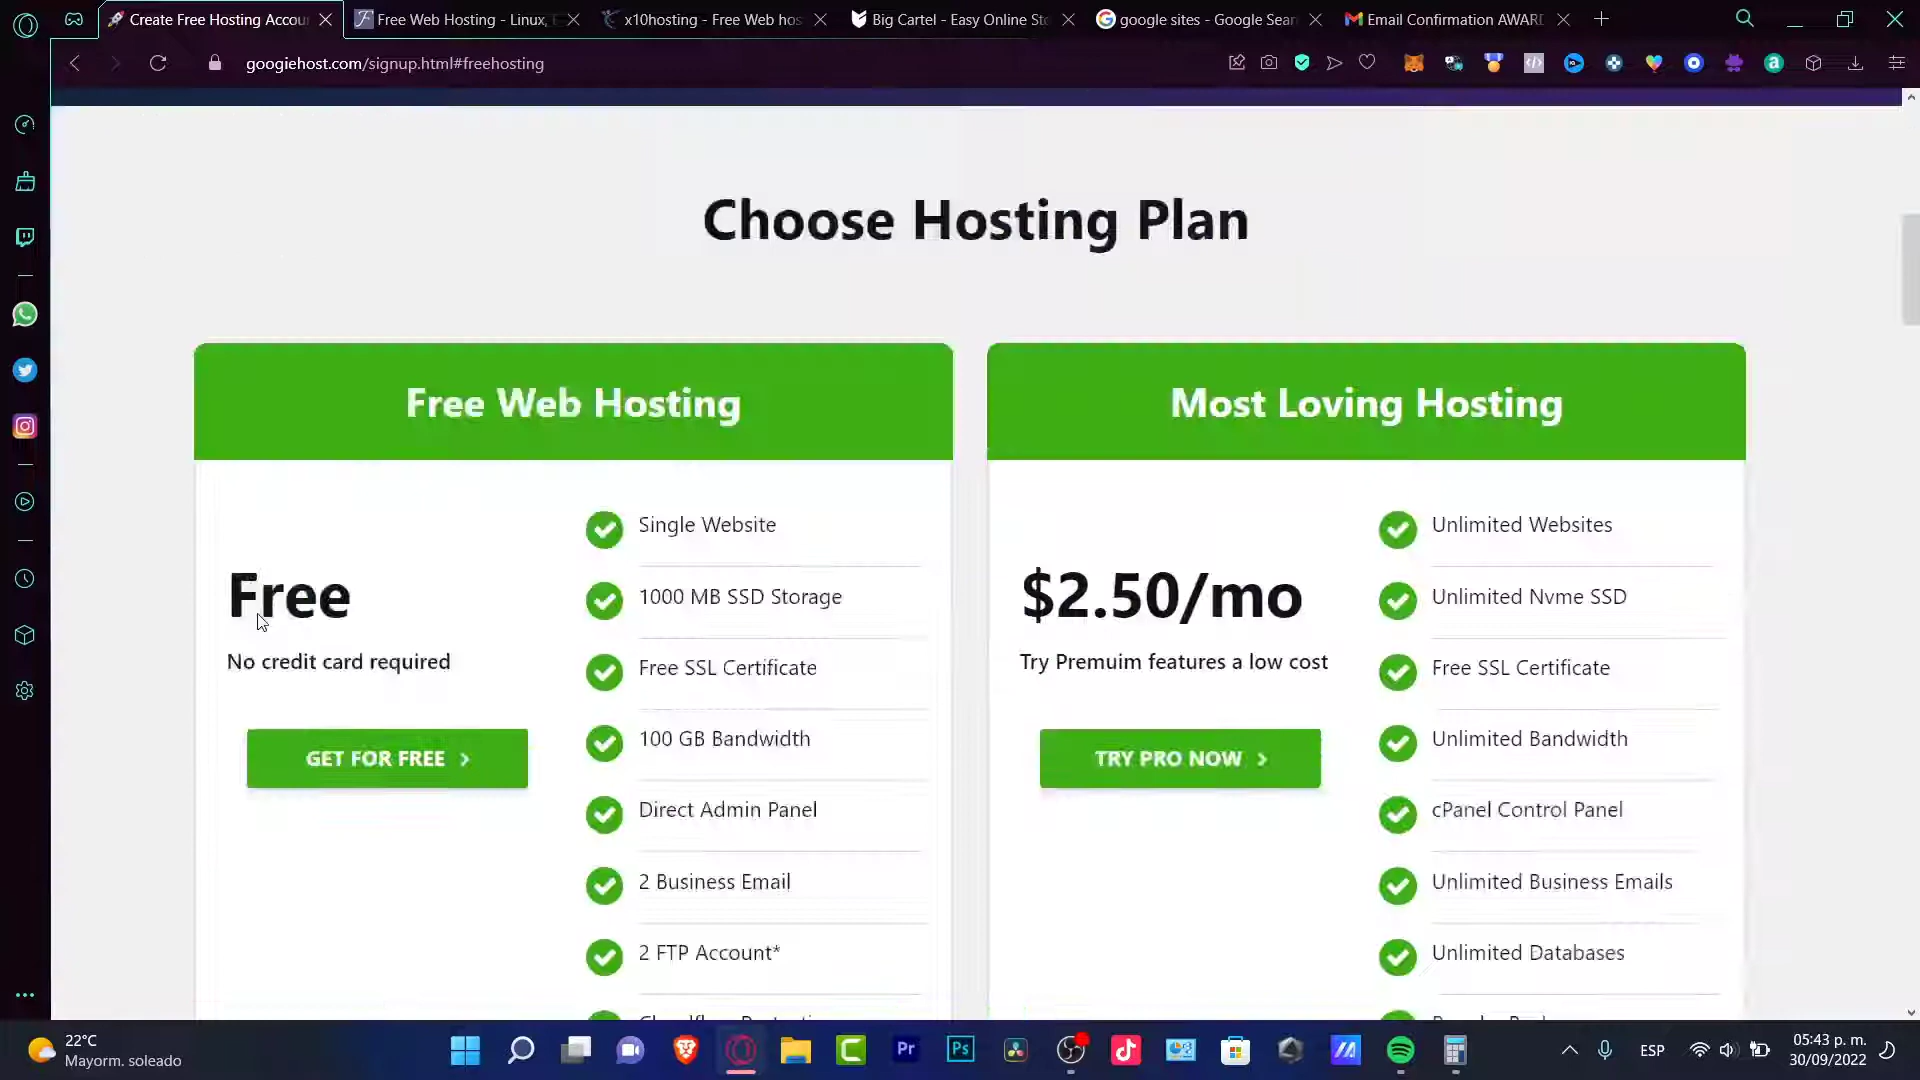 Create Free Hosting Accou
Free Web Hosting - Linux,
x10hosting - Free Web hos
Big Cartel - Easy Online St
google sites - Google Sear
Email Confirmation AWARD
googiehost.com/signup.html#freehosting
Choose Hosting Plan
Free Web Hosting
Free
No credit card required
GET FOR FREE
Single Website
1000 MB SSD Storage
Free SSL Certificate
100 GB Bandwidth
Direct Admin Panel
2 Business Email
2 FTP Account*
Most Loving Hosting
$2.50/mo
Try Premuim features a low cost
TRY PRO NOW
Unlimited Websites
Unlimited Nvme SSD
Free SSL Certificate
Unlimited Bandwidth
cPanel Control Panel
Unlimited Business Emails
Unlimited Databases
22°C
Mayorm. soleado
Pr
Ps
ESP
05:43 p. m.
30/09/2022